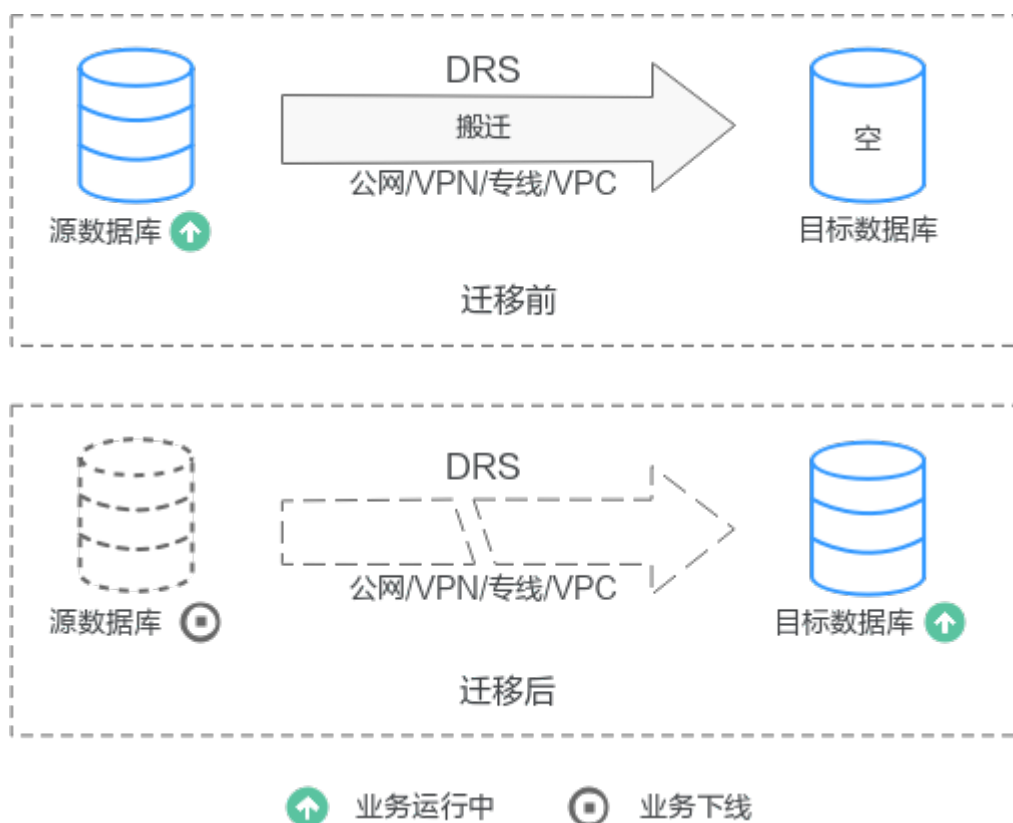 DRS
搬迁
空
公网/VPN/专线/VPC
源数据库
目标数据库
迁移前
DRS
公网/VPN/专线/VPC
源数据库
目标数据库
迁移后
业务运行中
业务下线